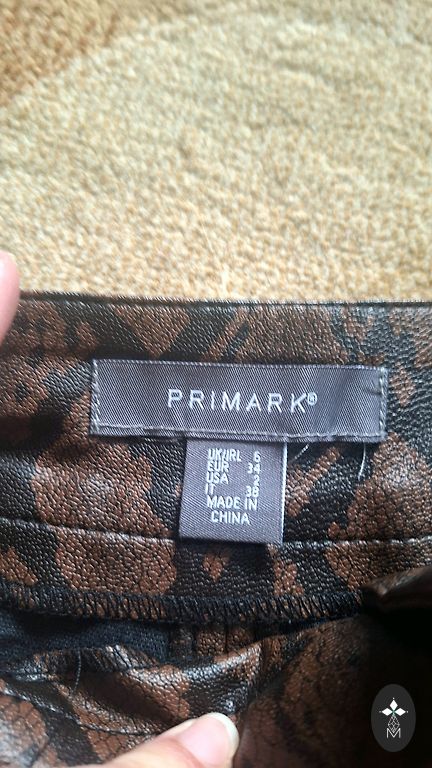 PRIMARK®
UK/IRL 6
EUR 34
USA 2
IT 38
MADE IN
CHINA
M